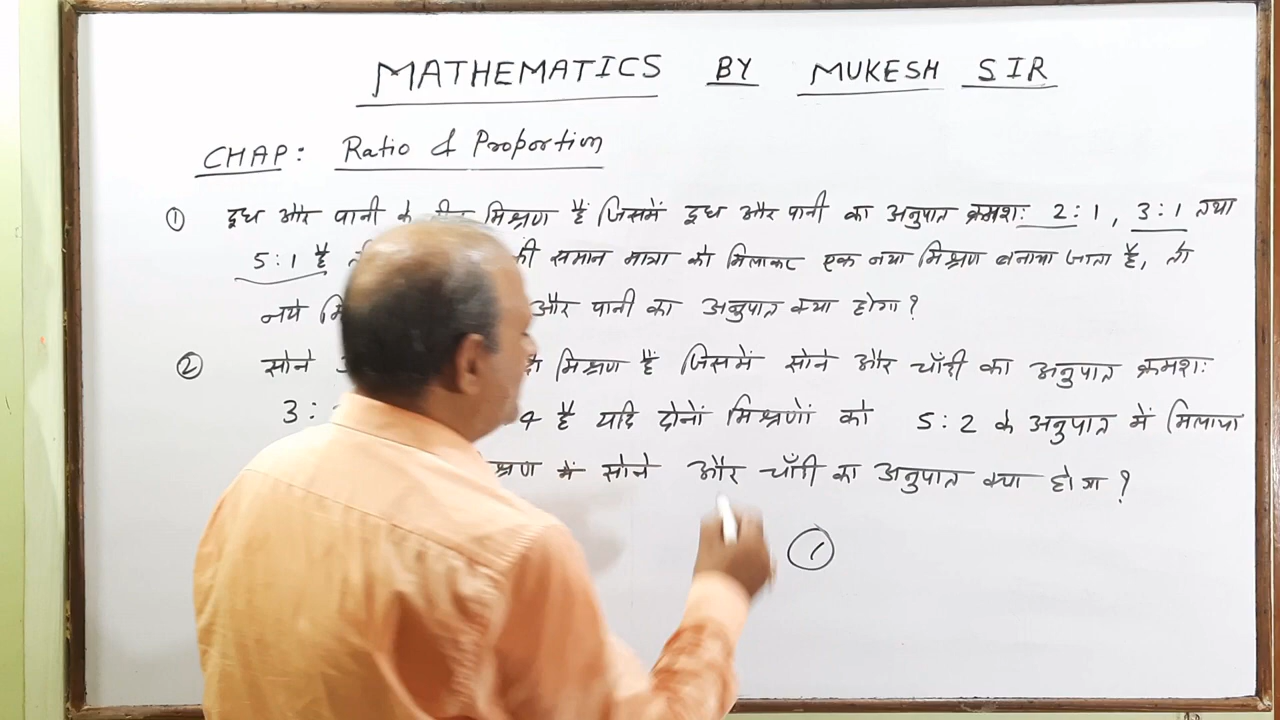 MATHEMATICS BY MUKESH SIR
CHAP: Ratio & Proportion
① दूध और पानी के मिश्रण हैं जिसमें दूध और पानी का अनुपात क्रमशः 2:1, 3:1 तथा
5:1 है की समान मात्रा को मिलाकर एक नया मिश्रण बनाया जाता है, तो
नये और पानी का अनुपात क्या होगा?
② सोने मिश्रण हैं जिसमें सोने और चाँदी का अनुपात क्रमशः
3: 4 है यदि दोनों मिश्रणों को 5:2 के अनुपात में मिलाया
सोने और चाँदी का अनुपात क्या होगा?
①